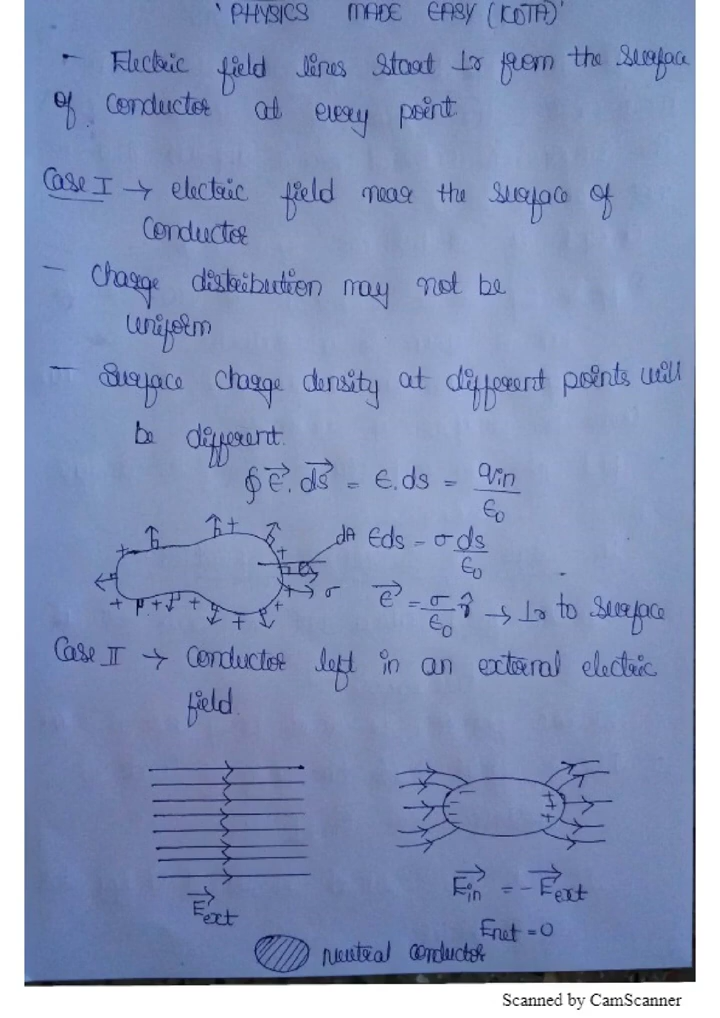 'PHYSICS MADE EASY (KOTA)'
- Electric field lines start ⊥r from the surface
of conductor at every point.
Case I → electric field near the surface of
conductor
- Charge distribution may not be
uniform
- Surface charge density at different points will
be different.
∮ E⃗. ds⃗ = E.ds = qin/ε0
dA Eds = σ ds/ε0
+ + + + + + + + + → σ E⃗ = σ/ε0 r̂ → ⊥r to surface
Case II → Conductor left in an external electric
field.
- - - - + + + +
E⃗ext
E⃗in = -E⃗ext
Enet = 0
Neutral conductor
Scanned by CamScanner